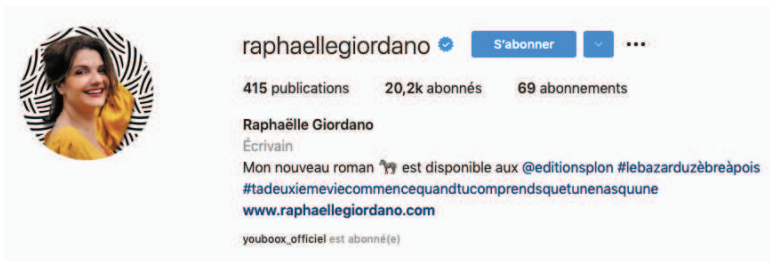 raphaellegiordano S'abonner
415 publications 20,2k abonnés 69 abonnements
Raphaëlle Giordano
Écrivain
Mon nouveau roman 🦓 est disponible aux @editionsplon #lebazarduzèbreàpois
#tadeuxiemeviecommencequandtucomprendsquetunenasquune
www.raphaellegiordano.com
youboox_officiel est abonné(e)